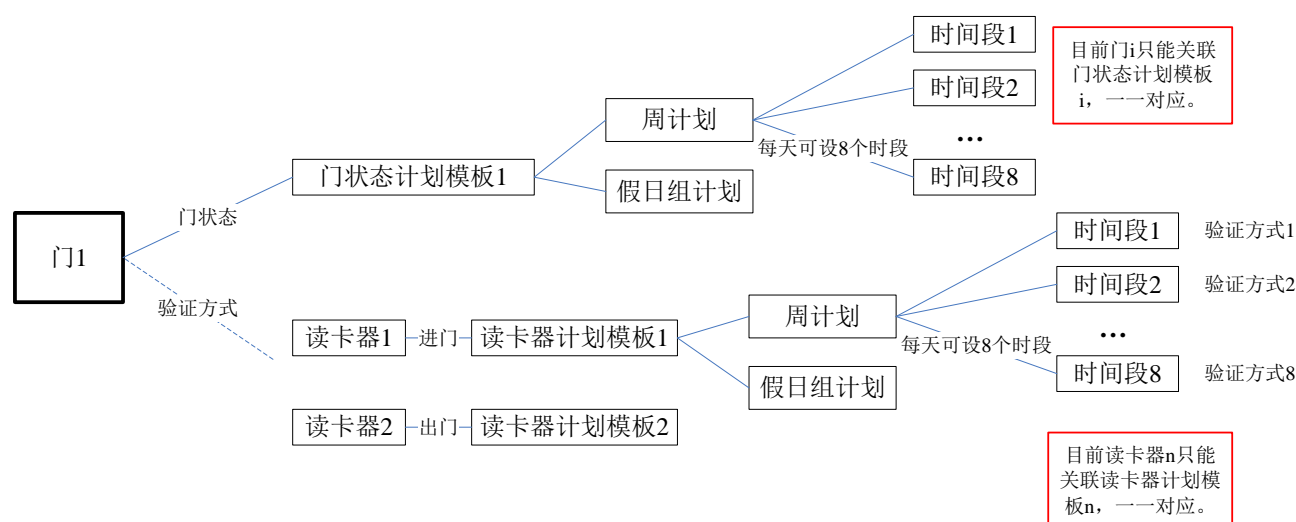 时间段1
目前门i只能关联
门状态计划模板
i，一一对应。
时间段2
周计划
...
每天可设8个时段
门状态计划模板1
时间段8
假日组计划
门状态
门1
时间段1
验证方式1
时间段2
验证方式2
验证方式
周计划
读卡器1
进门
读卡器计划模板1
...
每天可设8个时段
时间段8
验证方式8
假日组计划
读卡器2
出门
读卡器计划模板2
目前读卡器n只能
关联读卡器计划模
板n，一一对应。